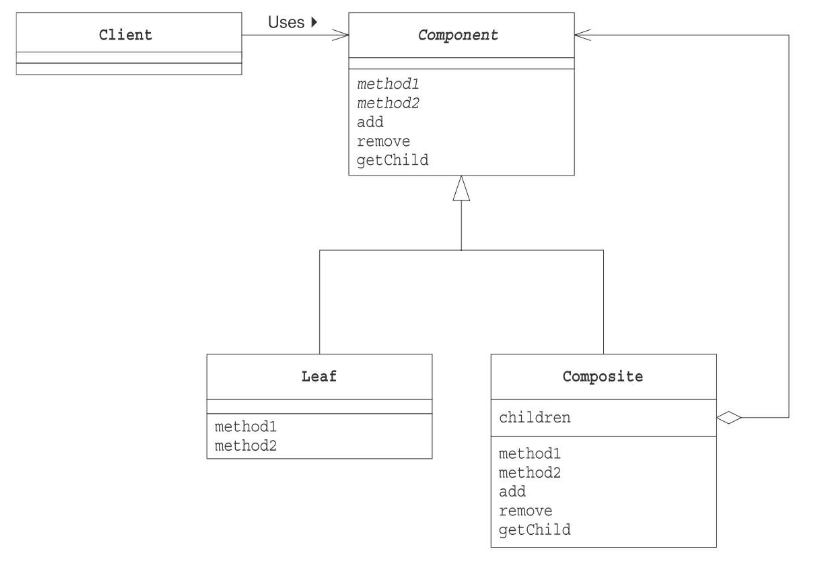 Client
Uses
Component
method1
method2
add
remove
getChild
Leaf
method1
method2
Composite
children
method1
method2
add
remove
getChild